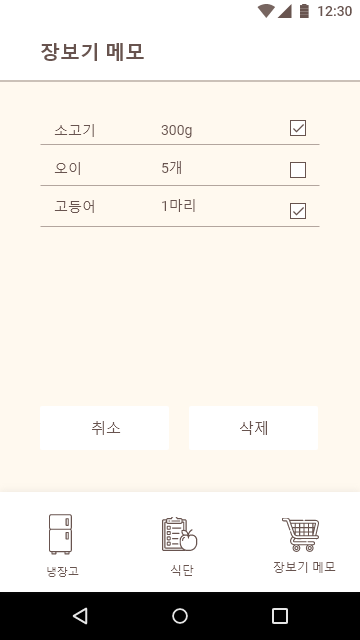 12:30
장보기 메모
소고기 300g
오이 5개
고등어 1마리
취소 삭제
냉장고 식단 장보기 메모